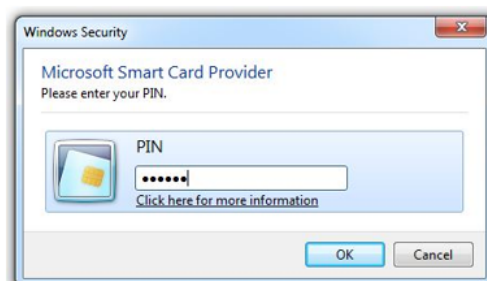 Windows Security
Microsoft Smart Card Provider
Please enter your PIN.
PIN
••••••
Click here for more information
OK
Cancel